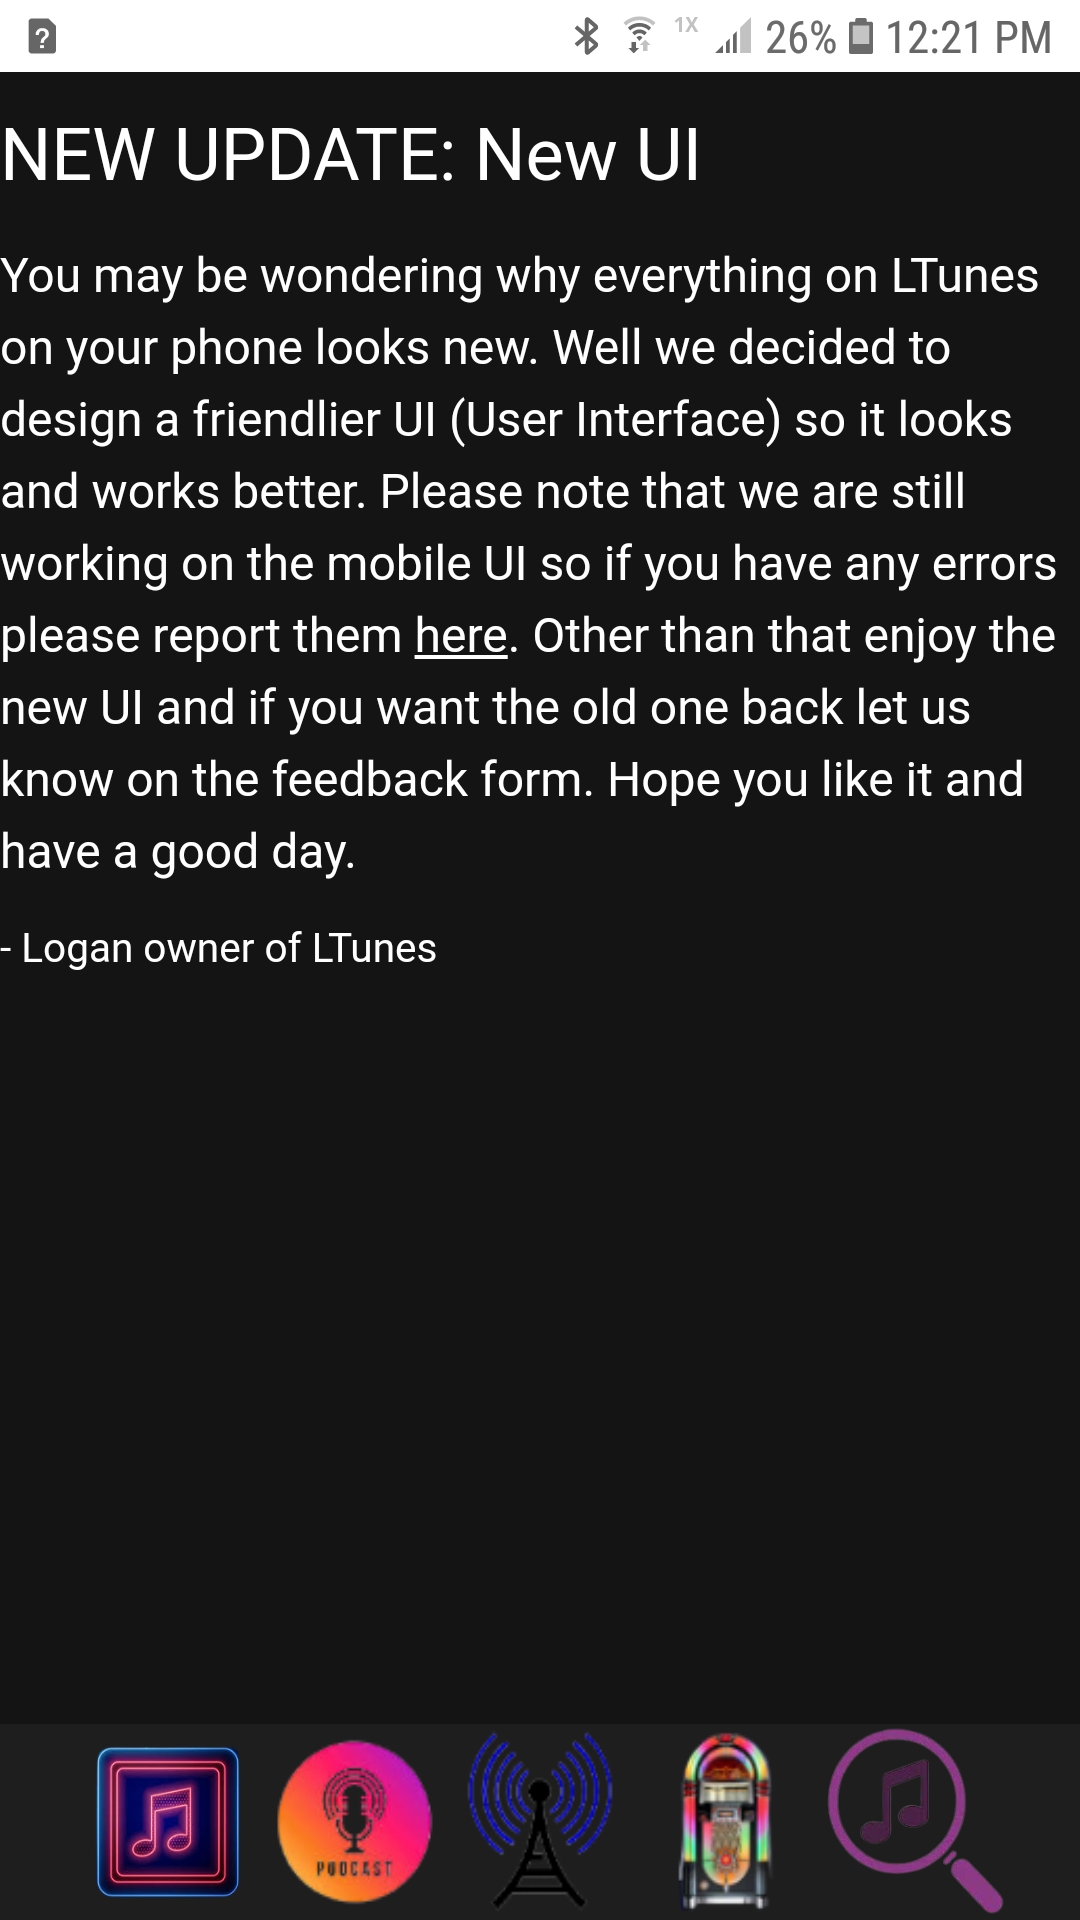 1X 26% 12:21 PM
NEW UPDATE: New UI
You may be wondering why everything on LTunes
on your phone looks new. Well we decided to
design a friendlier UI (User Interface) so it looks
and works better. Please note that we are still
working on the mobile UI so if you have any errors
please report them here. Other than that enjoy the
new UI and if you want the old one back let us
know on the feedback form. Hope you like it and
have a good day.
- Logan owner of LTunes
PODCAST